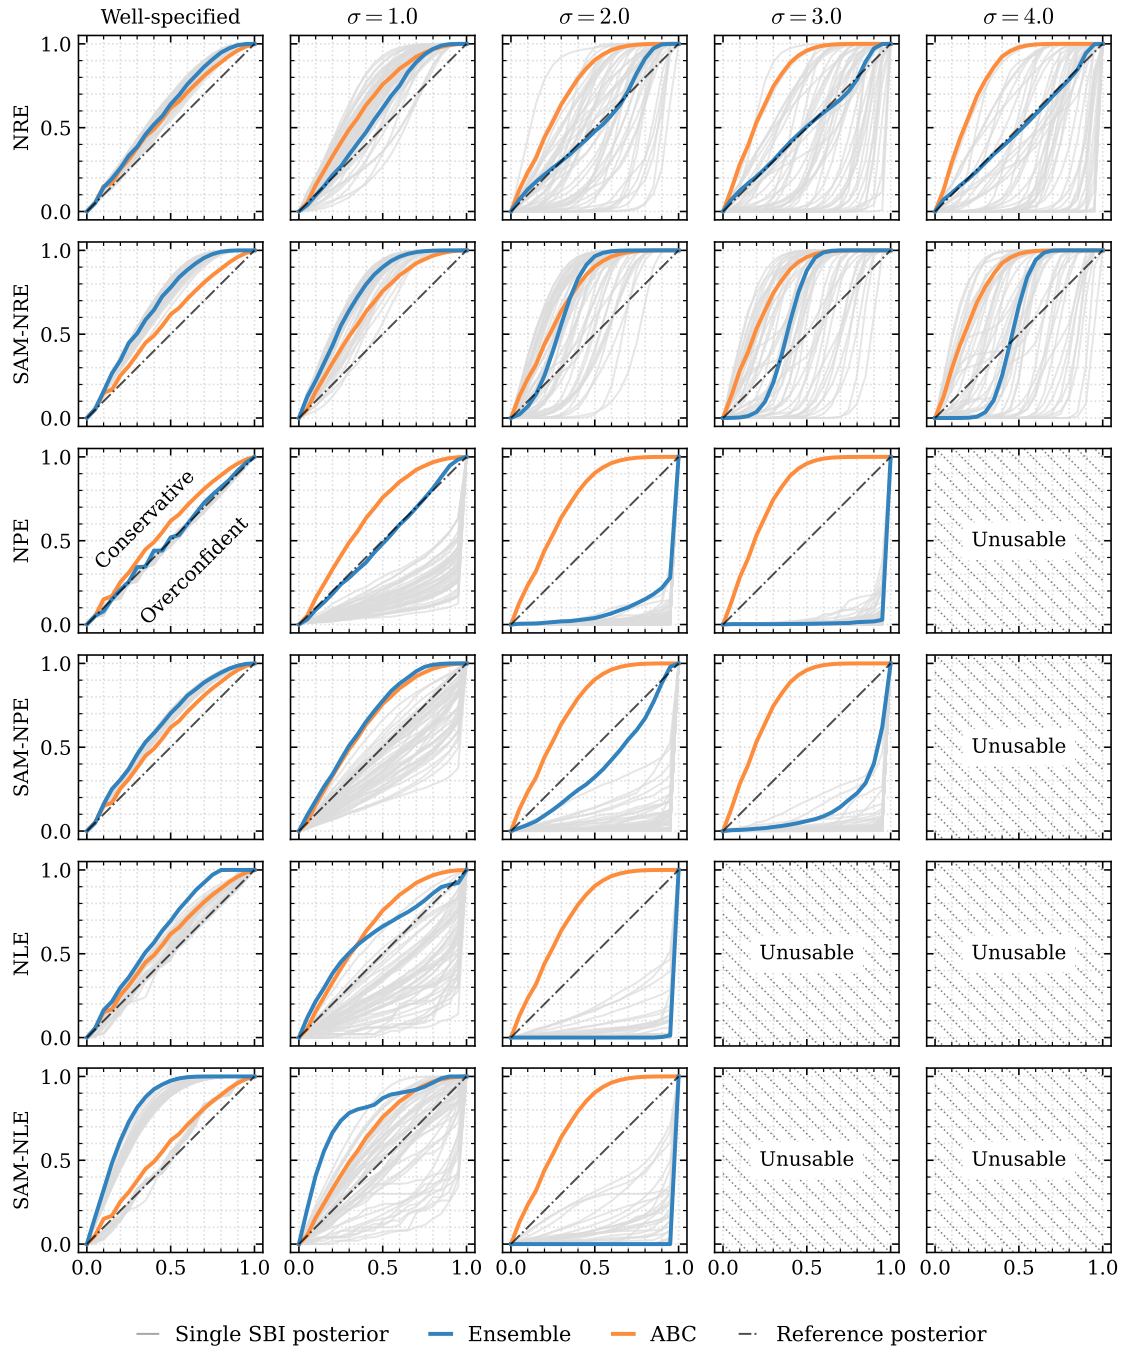 Well-specified σ = 1.0 σ = 2.0 σ = 3.0 σ = 4.0
NRE
1.0
0.5
0.0
SAM-NRE
1.0
0.5
0.0
NPE
1.0
0.5
0.0
Conservative
Overconfident
Unusable
SAM-NPE
1.0
0.5
0.0
Unusable
NLE
1.0
0.5
0.0
Unusable Unusable
SAM-NLE
1.0
0.5
0.0
Unusable Unusable
0.0 0.5 1.0 0.0 0.5 1.0 0.0 0.5 1.0 0.0 0.5 1.0 0.0 0.5 1.0
Single SBI posterior Ensemble ABC Reference posterior